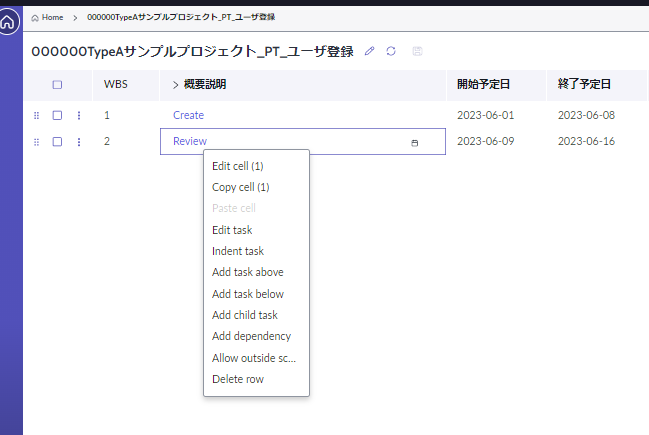 Home > 000000TypeAサンプルプロジェクト_PT_ユーザ登録
000000TypeAサンプルプロジェクト_PT_ユーザ登録
WBS > 概要説明 開始予定日 終了予定日
1 Create 2023-06-01 2023-06-08
2 Review 2023-06-09 2023-06-16
Edit cell (1)
Copy cell (1)
Paste cell
Edit task
Indent task
Add task above
Add task below
Add child task
Add dependency
Allow outside sc...
Delete row